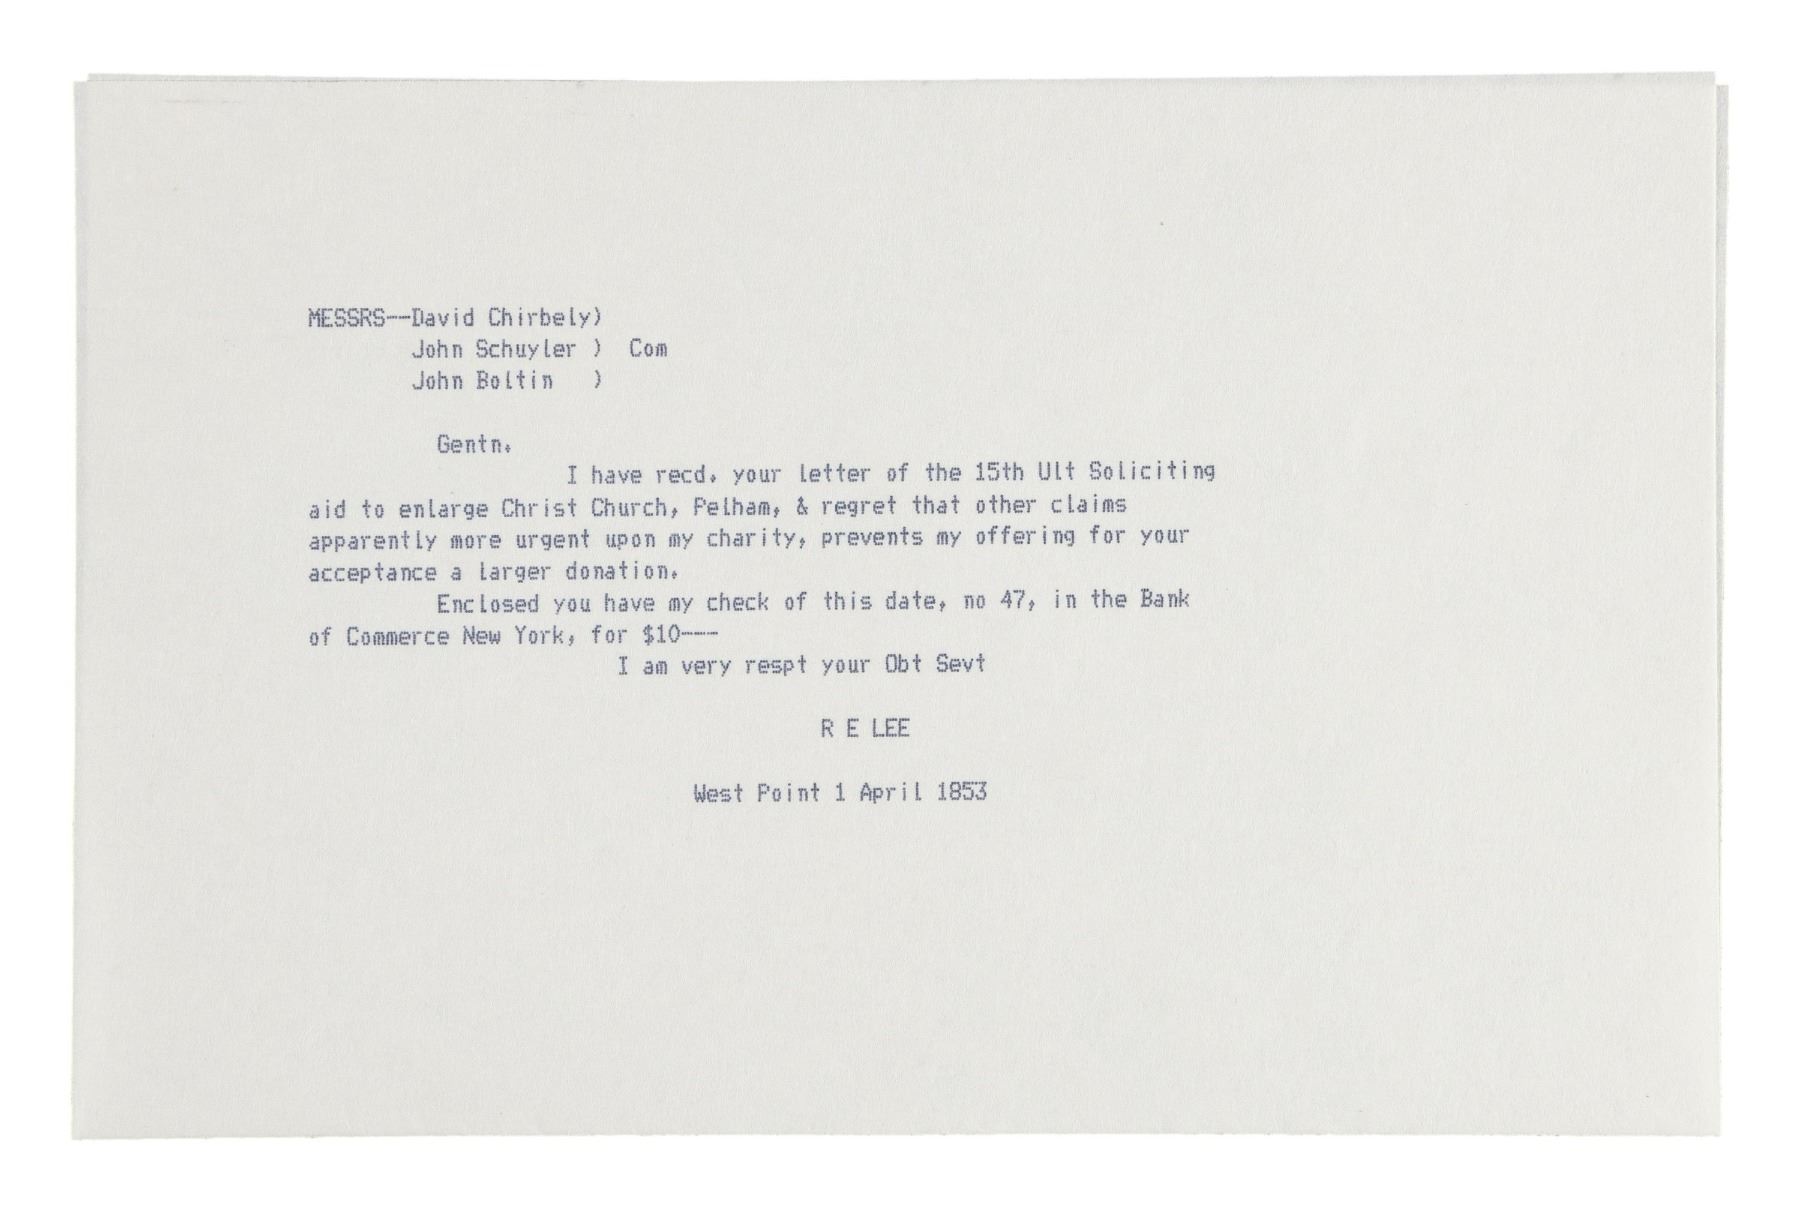 MESSRS--David Chirbely)
John Schuyler ) Com
John Boltin )
Gentn.
I have recd. your letter of the 15th Ult Soliciting
aid to enlarge Christ Church, Pelham, & regret that other claims
apparently more urgent upon my charity, prevents my offering for your
acceptance a larger donation.
Enclosed you have my check of this date, no 47, in the Bank
of Commerce New York, for $10---
I am very respt your Obt Sevt
R E LEE
West Point 1 April 1853